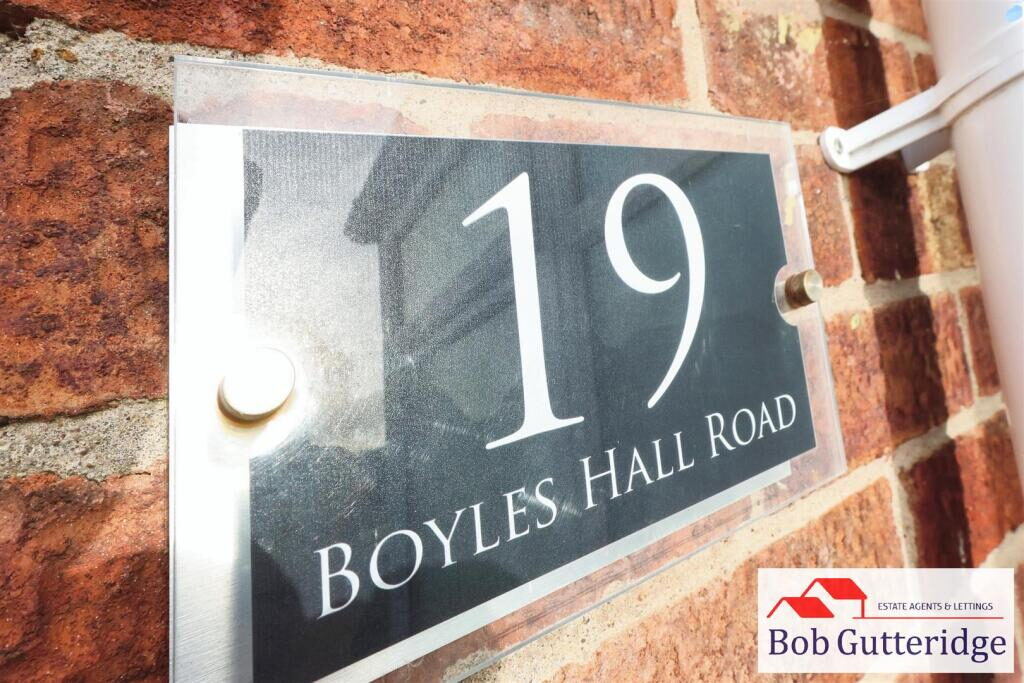 19
BOYLES HALL ROAD
ESTATE AGENTS & LETTINGS
Bob Gutteridge